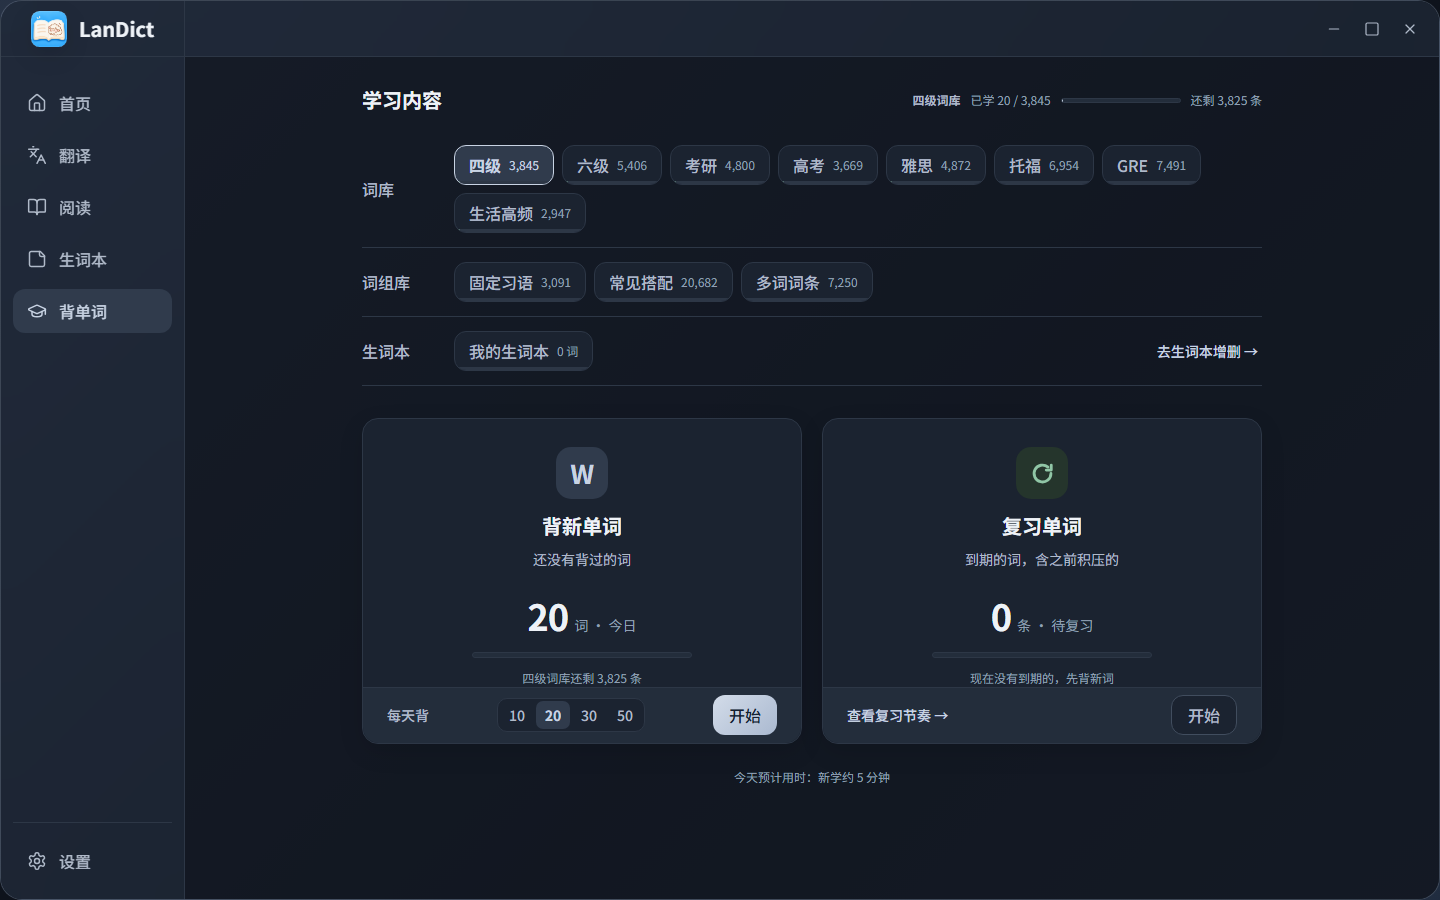 LanDict
首页
翻译
阅读
生词本
背单词
设置
学习内容
四级词库 已学 20 / 3,845 还剩 3,825 条
词库
四级 3,845 六级 5,406 考研 4,800 高考 3,669 雅思 4,872 托福 6,954 GRE 7,491
生活高频 2,947
词组库 固定习语 3,091 常见搭配 20,682 多词词条 7,250
生词本 我的生词本 0 词 去生词本增删 →
W
背新单词
还没有背过的词
20 词 · 今日
四级词库还剩 3,825 条
每天背 10 20 30 50 开始
复习单词
到期的词，含之前积压的
0 条 · 待复习
现在没有到期的，先背新词
查看复习节奏 → 开始
今天预计用时：新学约 5 分钟